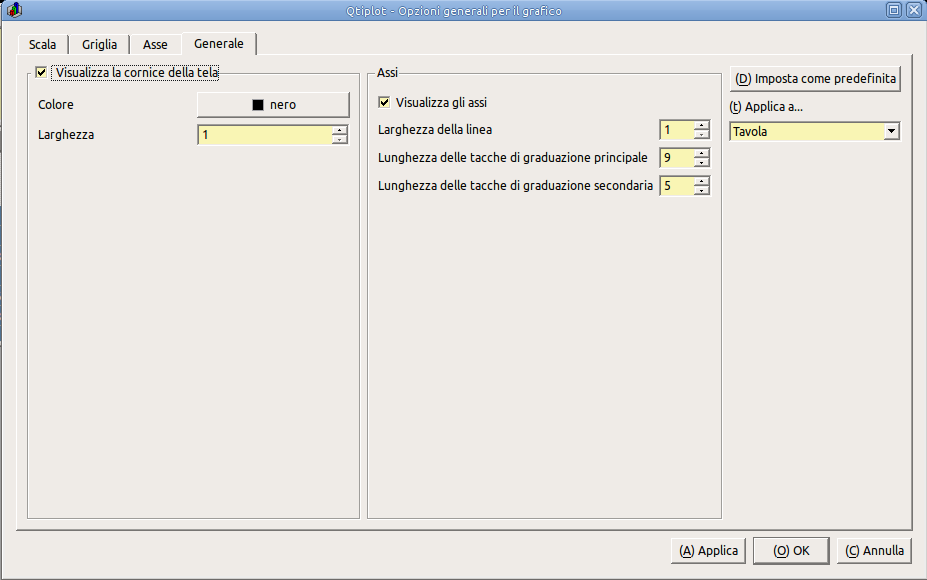 Qtiplot - Opzioni generali per il grafico
Scala
Griglia
Asse
Generale
Visualizza la cornice della tela
Colore
nero
Larghezza
1
Assi
Visualizza gli assi
Larghezza della linea
1
Lunghezza delle tacche di graduazione principale
9
Lunghezza delle tacche di graduazione secondaria
5
(D) Imposta come predefinita
(t) Applica a...
Tavola
(A) Applica
(O) OK
(C) Annulla